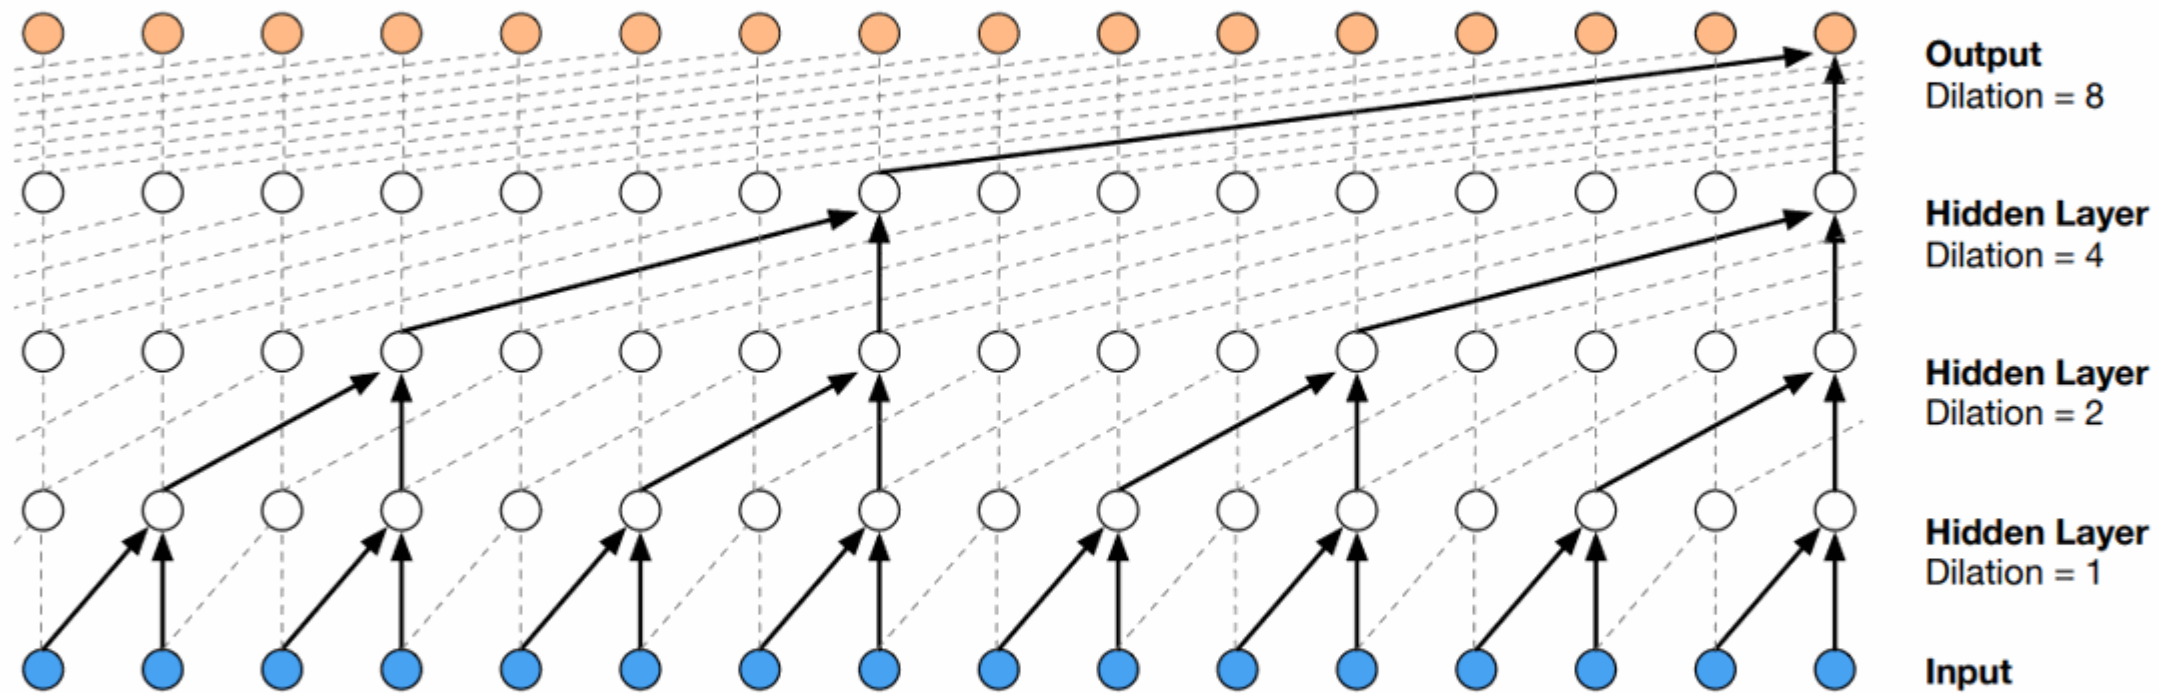 Output
Dilation = 8
Hidden Layer
Dilation = 4
Hidden Layer
Dilation = 2
Hidden Layer
Dilation = 1
Input